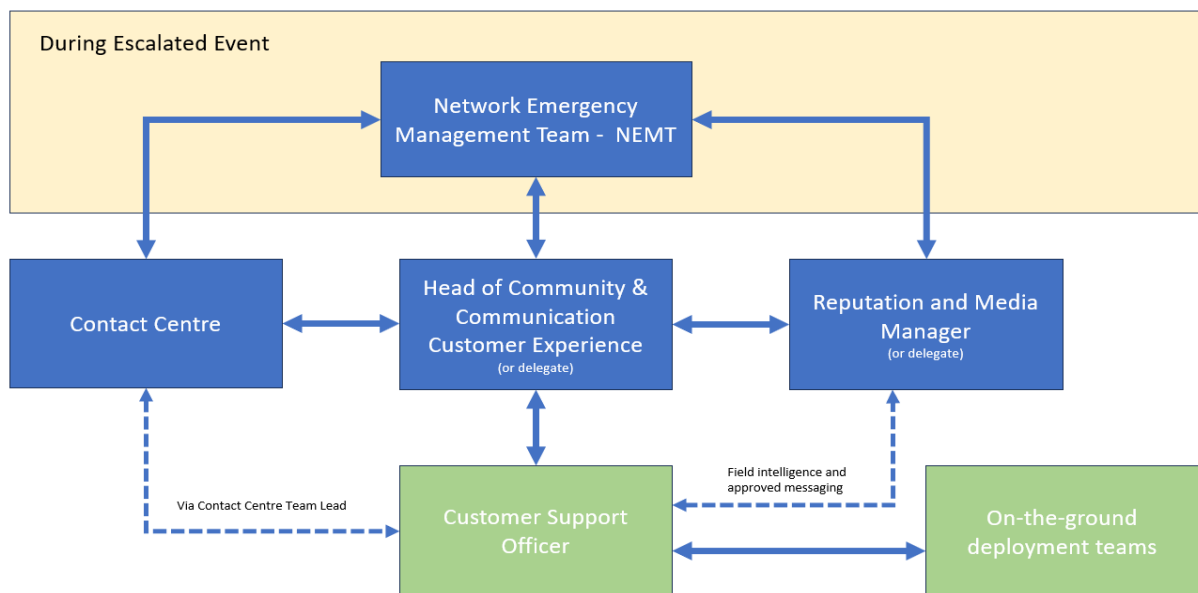 During Escalated Event
Network Emergency
Management Team -  NEMT
Contact Centre
Head of Community &
Communication
Customer Experience
(or delegate)
Reputation and Media
Manager
(or delegate)
Via Contact Centre Team Lead
Field intelligence and
approved messaging
Customer Support
Officer
On-the-ground
deployment teams